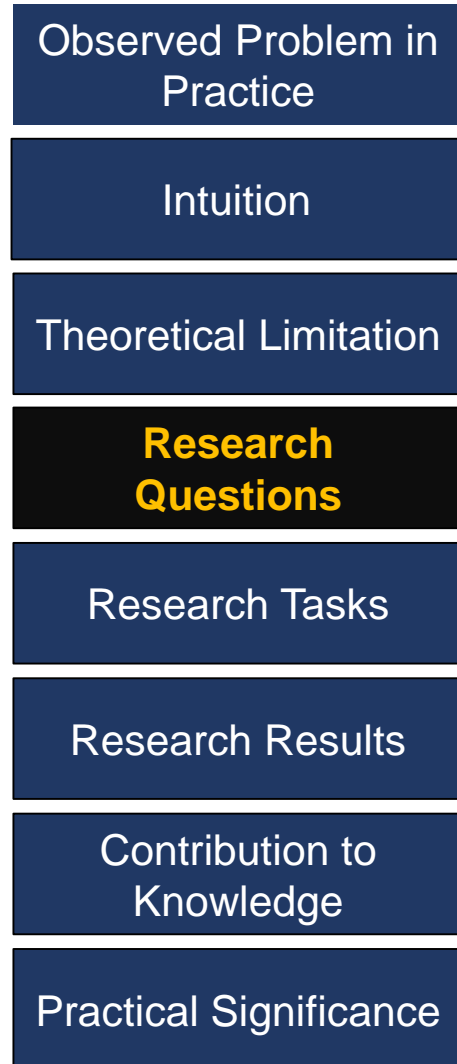 Observed Problem in
Practice
Intuition
Theoretical Limitation
Research
Questions
Research Tasks
Research Results
Contribution to
Knowledge
Practical Significance